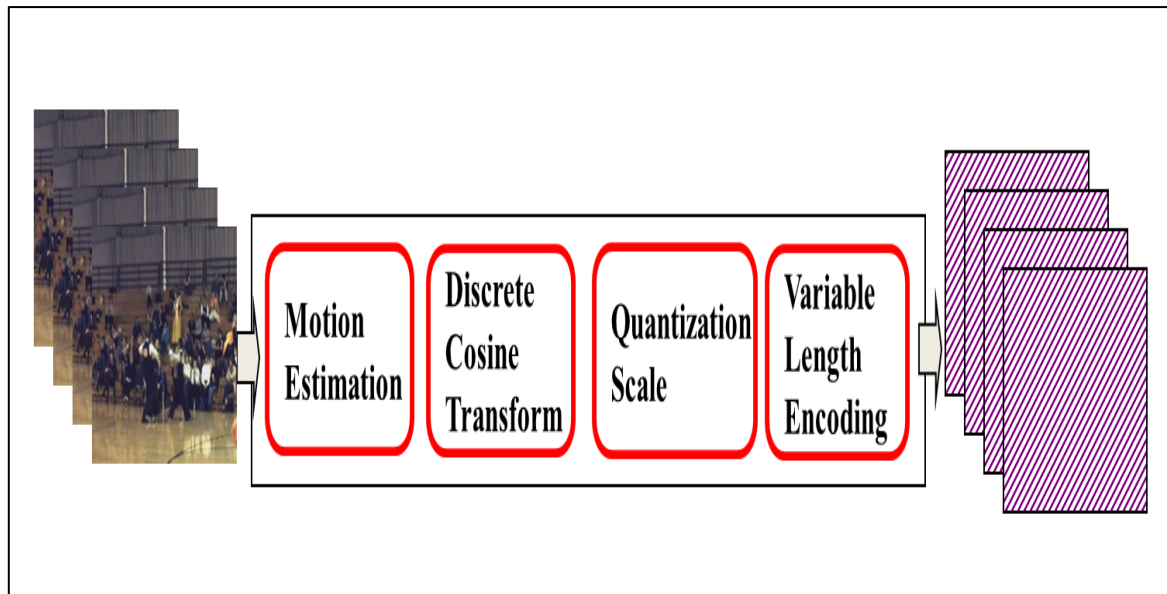 Motion
Estimation
Discrete
Cosine
Transform
Quantization
Scale
Variable
Length
Encoding